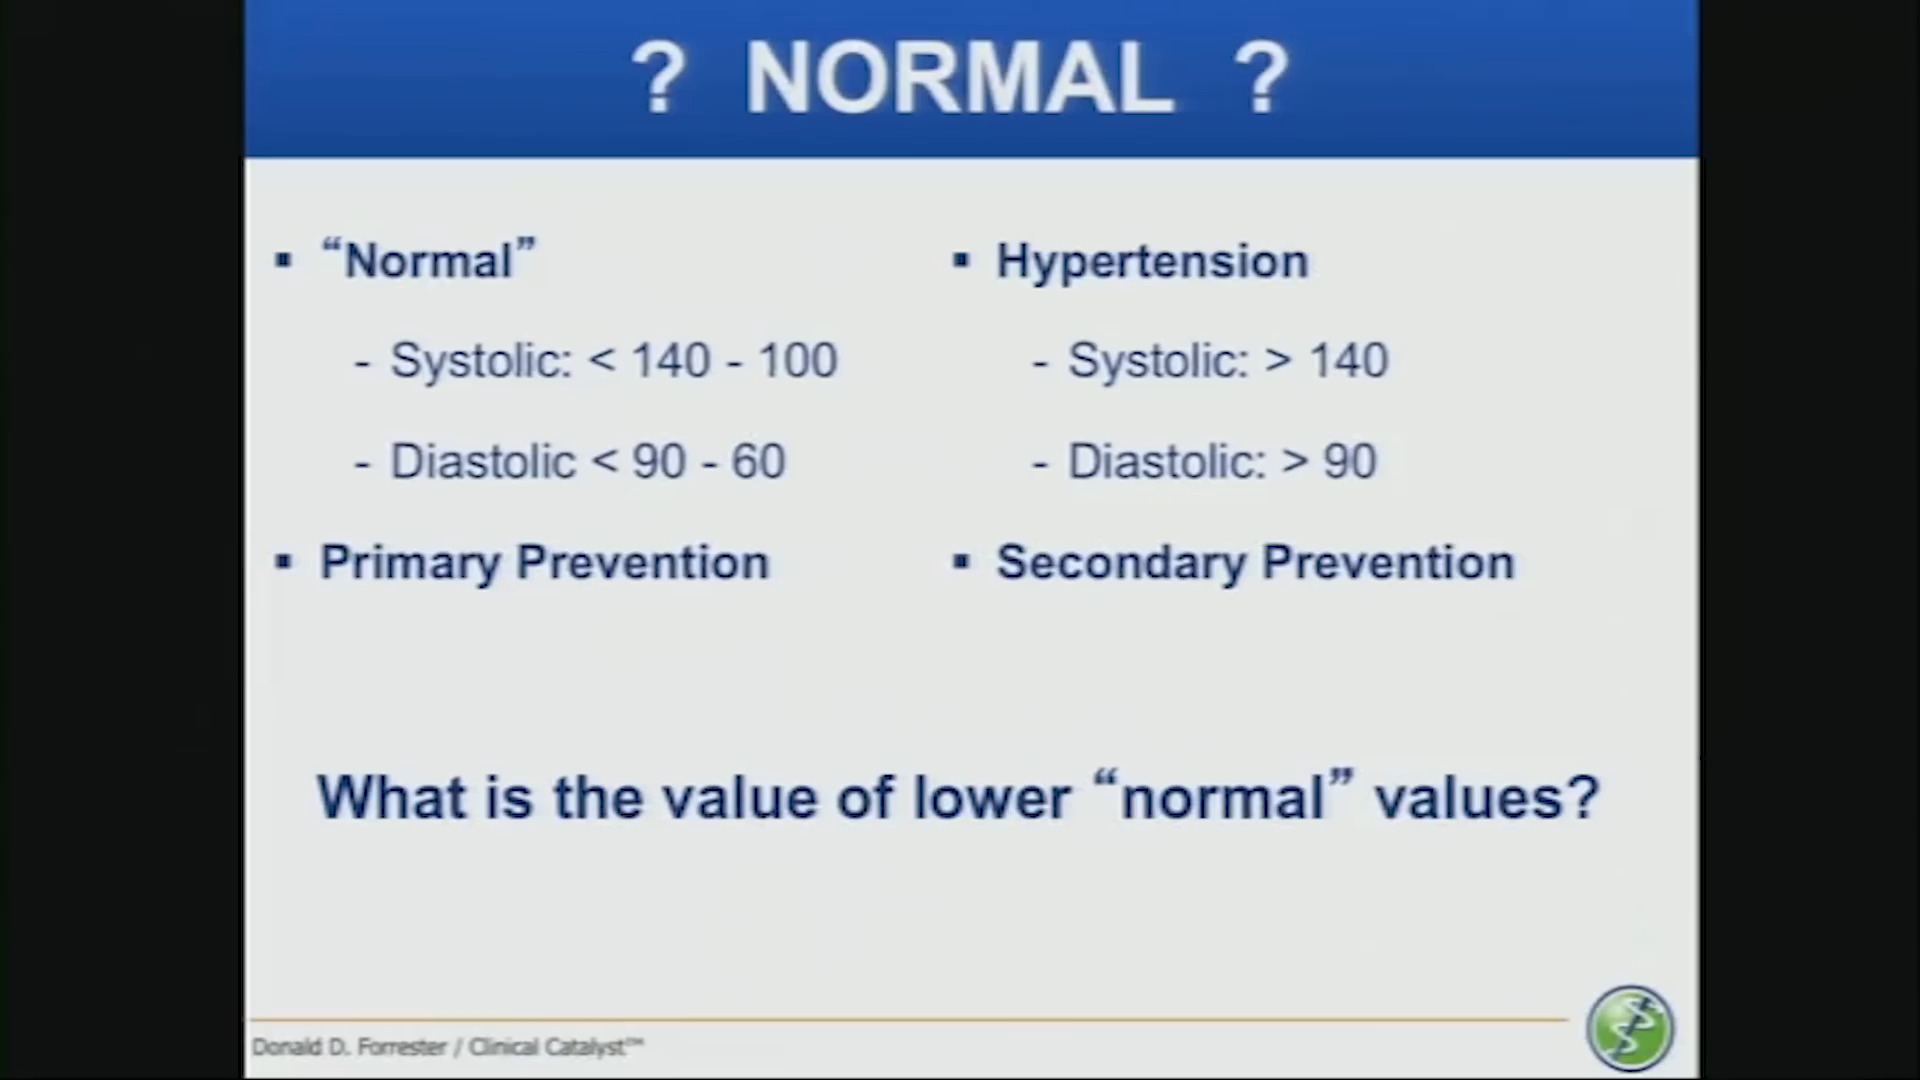 ? NORMAL ?
▪ “Normal”
- Systolic: < 140 - 100
- Diastolic < 90 - 60
▪ Primary Prevention
▪ Hypertension
- Systolic: > 140
- Diastolic: > 90
▪ Secondary Prevention
What is the value of lower “normal” values?
Donald D. Forrester / Clinical Catalyst™